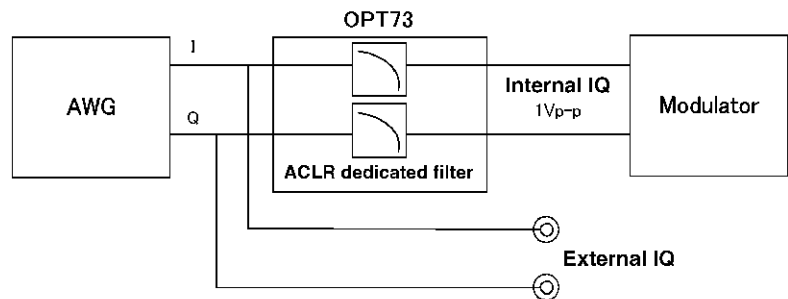 OPT73
I
AWG
Q
Internal IQ
1Vp-p
Modulator
ACLR dedicated filter
External IQ